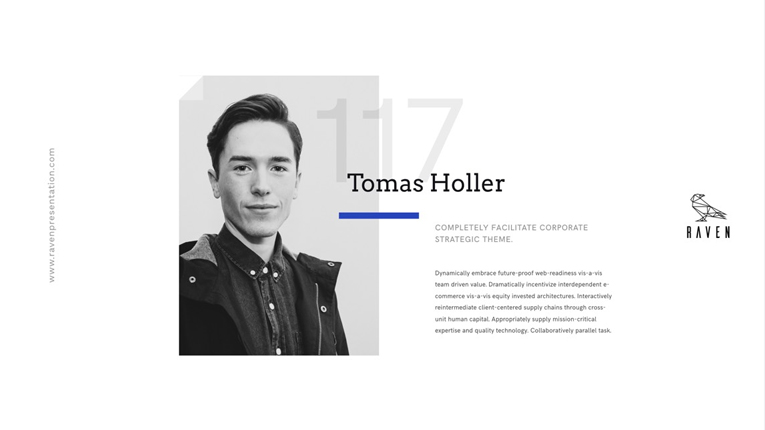 www.ravenpresentation.com
117
Tomas Holler
COMPLETELY FACILITATE CORPORATE
STRATEGIC THEME.
Dynamically embrace future-proof web-readiness vis-a-vis
team driven value. Dramatically incentivize interdependent e-
commerce vis-a-vis equity invested architectures. Interactively
reintermediate client-centered supply chains through cross-
unit human capital. Appropriately supply mission-critical
expertise and quality technology. Collaboratively parallel task.
RAVEN